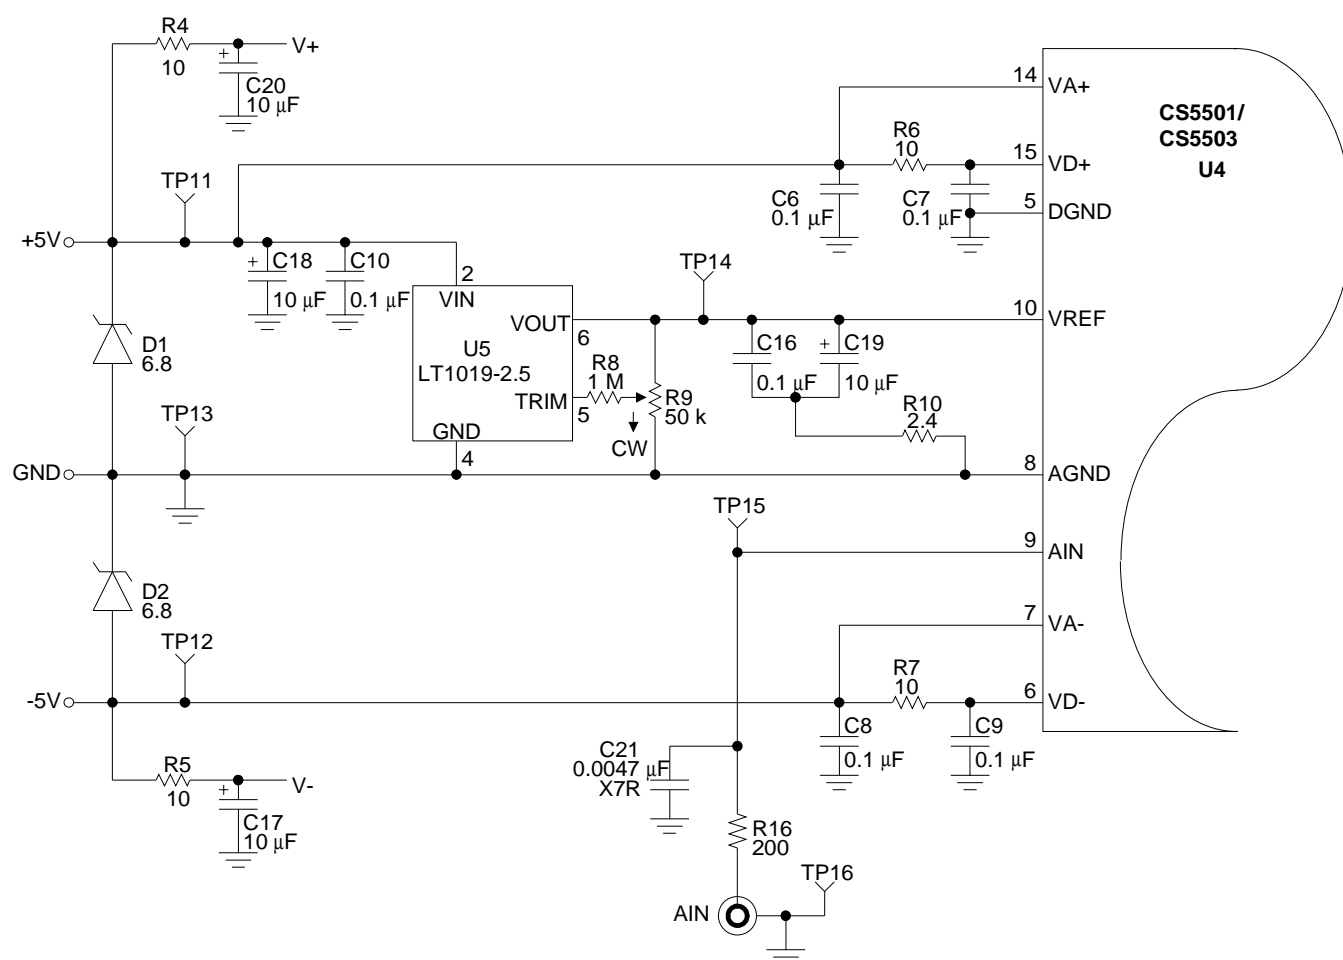 R4
10
V+
+
C20
10 µF
14
VA+
CS5501/
CS5503
U4
R6
10
15
VD+
TP11
C6
0.1 µF
C7
0.1 µF
5
DGND
+5V
+
C18
10 µF
C10
0.1 µF
2
VIN
TP14
10
VREF
VOUT
6
U5
LT1019-2.5
D1
6.8
R8
1 M
TRIM
5
R9
50 k
CW
C16
0.1 µF
+
C19
10 µF
R10
2.4
TP13
GND
4
GND
8
AGND
TP15
9
AIN
D2
6.8
7
VA-
TP12
R7
10
6
VD-
-5V
C8
0.1 µF
C9
0.1 µF
C21
0.0047 µF
X7R
R5
10
V-
+
C17
10 µF
R16
200
TP16
AIN